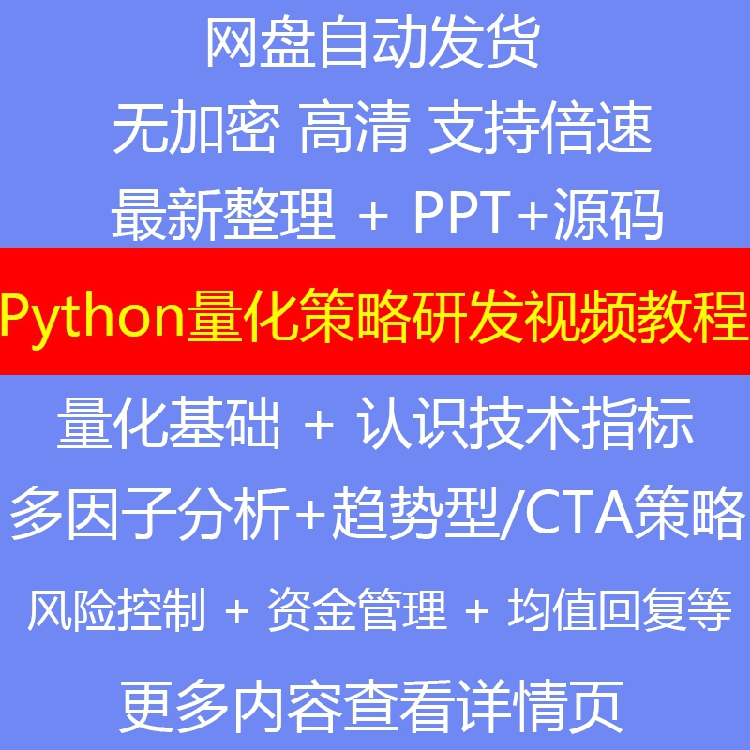 网盘自动发货
无加密 高清 支持倍速
最新整理 + PPT+源码
Python量化策略研发视频教程
量化基础 + 认识技术指标
多因子分析+趋势型/CTA策略
风险控制 + 资金管理 + 均值回复等
更多内容查看详情页